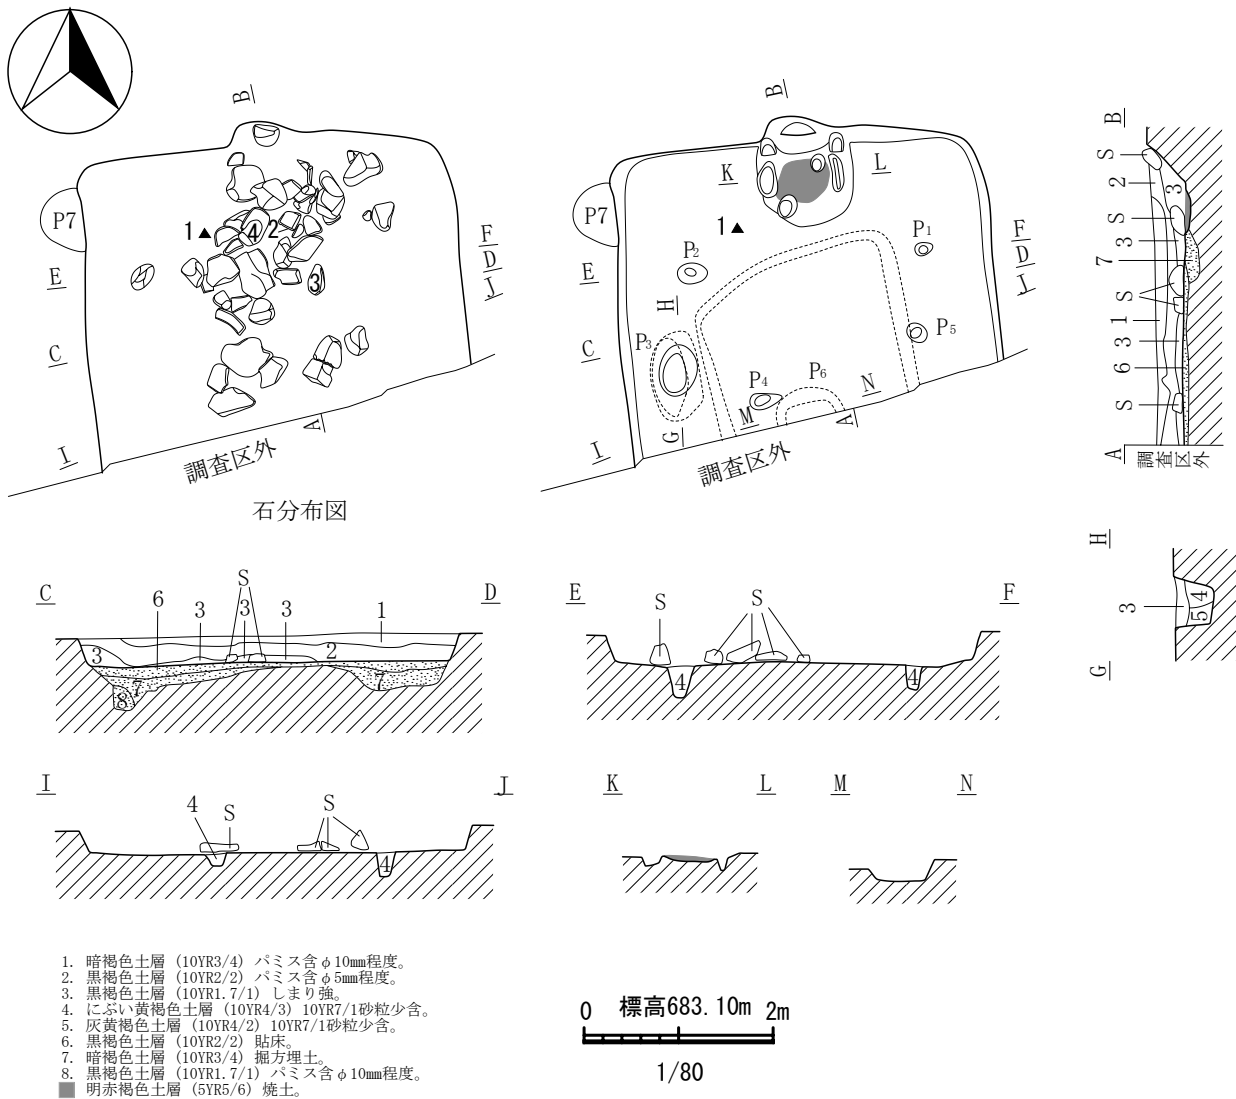 B
P7
1
4
2
3
E
C
I
F
D
J
A
調査区外
石分布図
B
K
L
P7
1
P1
P2
F
D
J
E
H
C
P3
P5
P4
P6
N
M
A
G
I
調査区外
B
S
2
3
S
3
7
S
1
3
6
S
A
調査区外
H
3
4
5
G
C
S
D
6
3
3
3
1
3
2
7
7
8
E
S
S
F
4
4
I
J
4
S
S
4
K
L
M
N
1. 暗褐色土層 (10YR3/4) パミス含φ10mm程度。
2. 黒褐色土層 (10YR2/2) パミス含φ5mm程度。
3. 黒褐色土層 (10YR1.7/1) しまり強。
4. にぶい黄褐色土層 (10YR4/3) 10YR7/1砂粒少含。
5. 灰黄褐色土層 (10YR4/2) 10YR7/1砂粒少含。
6. 黒褐色土層 (10YR2/2) 貼床。
7. 暗褐色土層 (10YR3/4) 掘方埋土。
8. 黒褐色土層 (10YR1.7/1) パミス含φ10mm程度。
明赤褐色土層 (5YR5/6) 焼土。
0 標高683.10m 2m
1/80